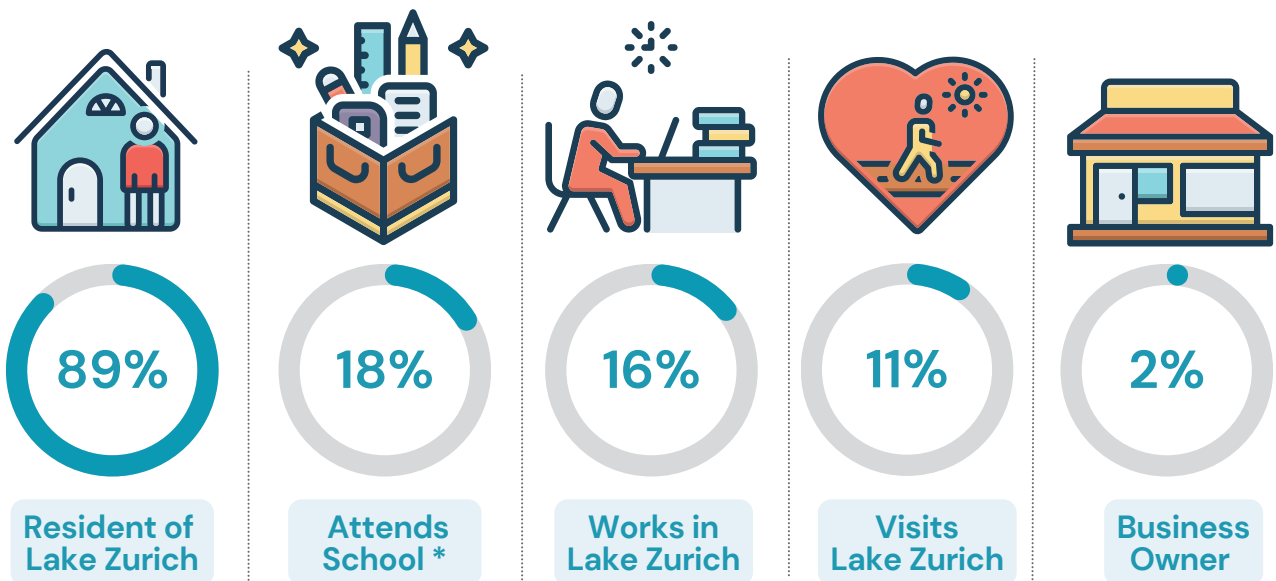 89%
18%
16%
11%
2%
Resident of
Lake Zurich
Attends
School *
Works in
Lake Zurich
Visits
Lake Zurich
Business
Owner